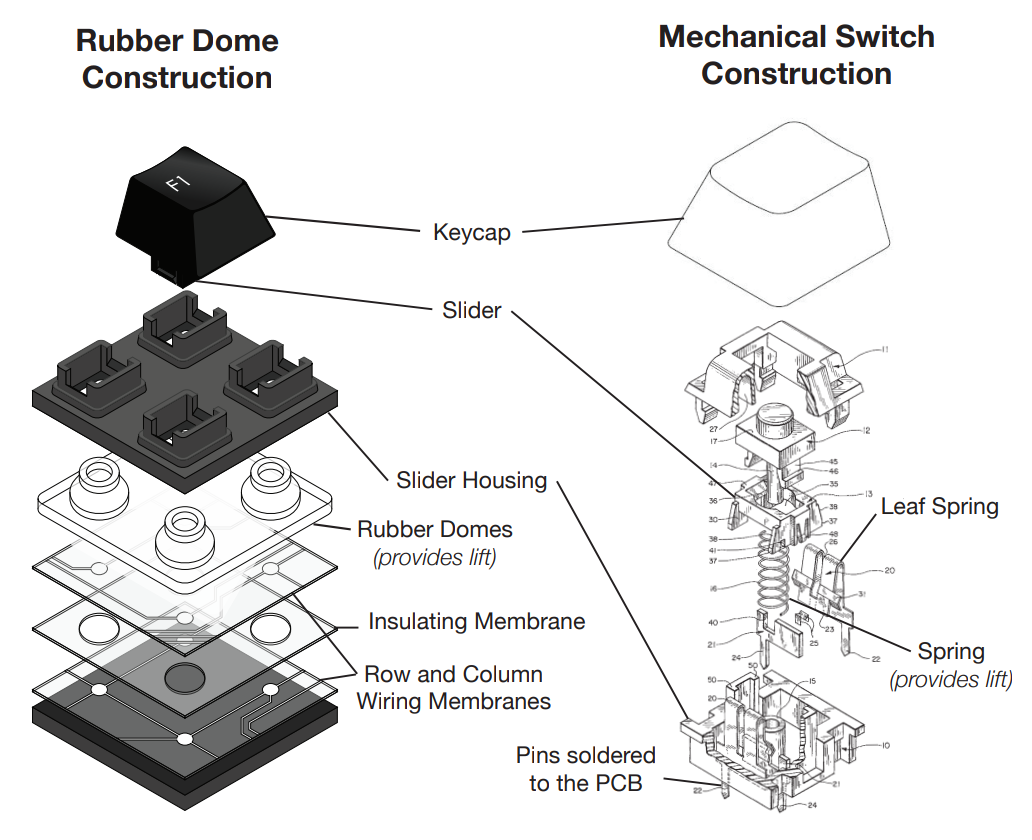 Rubber Dome
Construction
Mechanical Switch
Construction
F1
Keycap
Slider
Slider Housing
Rubber Domes
(provides lift)
Insulating Membrane
Row and Column
Wiring Membranes
Leaf Spring
Spring
(provides lift)
Pins soldered
to the PCB
11
27
17
12
14
45
46
47
35
36
13
30
38
37
38
48
41
37
26
20
16
31
40
23
25
21
24
22
50
50
15
20
10
22
21
24